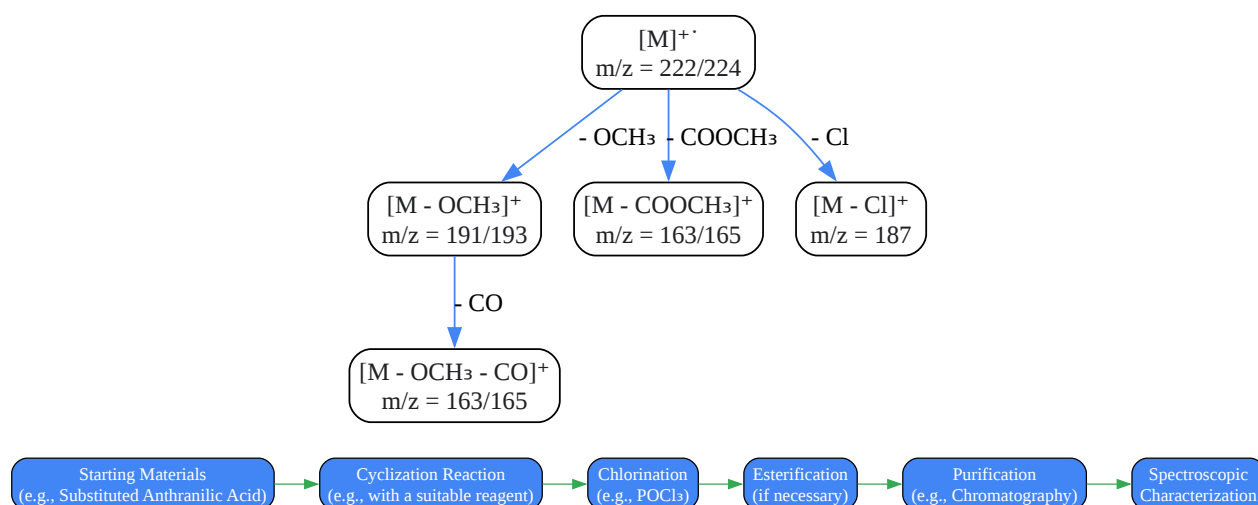 [M]⁺˙
m/z = 222/224
- OCH₃
- COOCH₃
- Cl
[M - OCH₃]⁺
m/z = 191/193
[M - COOCH₃]⁺
m/z = 163/165
[M - Cl]⁺
m/z = 187
- CO
[M - OCH₃ - CO]⁺
m/z = 163/165
Starting Materials
(e.g., Substituted Anthranilic Acid)
Cyclization Reaction
(e.g., with a suitable reagent)
Chlorination
(e.g., POCl₃)
Esterification
(if necessary)
Purification
(e.g., Chromatography)
Spectroscopic
Characterization